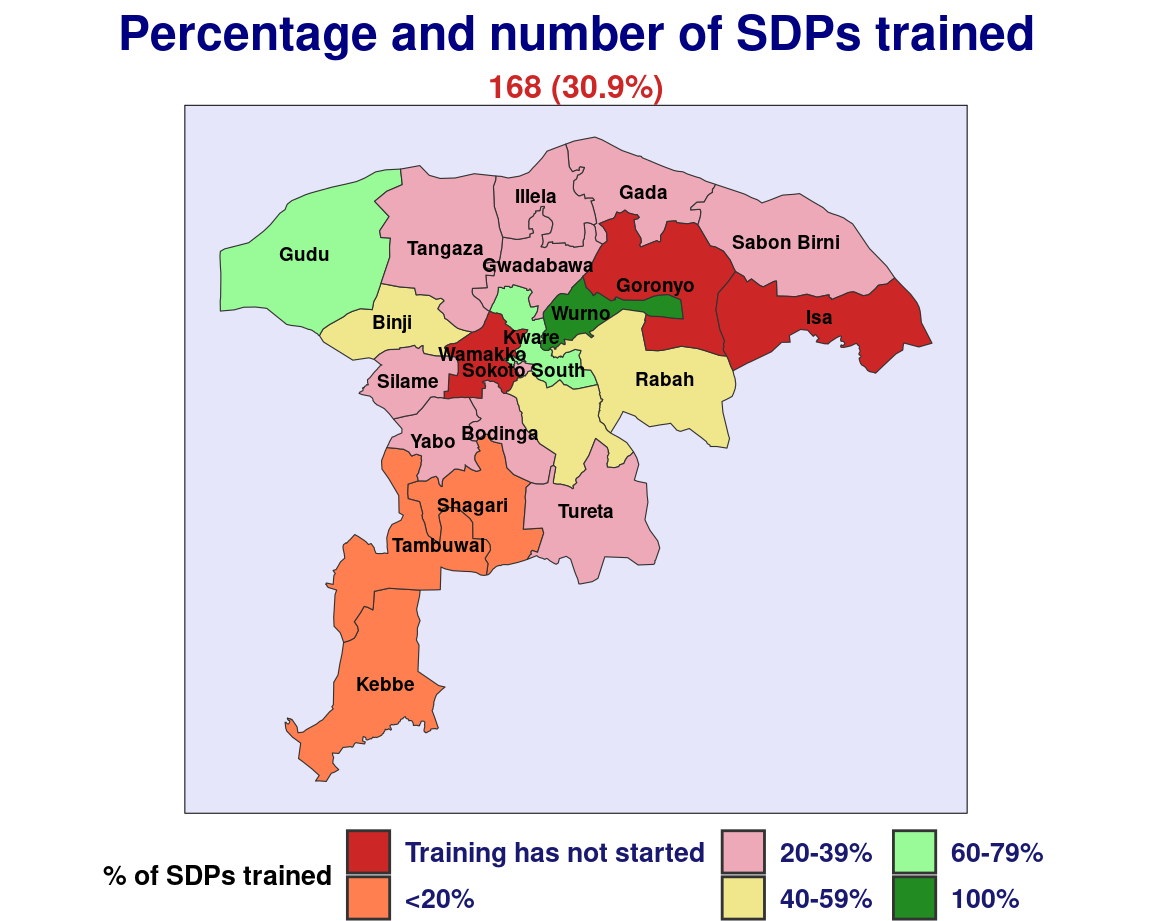 Percentage and number of SDPs trained
168 (30.9%)
Illela
Gada
Sabon Birni
Tangaza
Gudu
Gwadabawa
Goronyo
Wurno
Isa
Binji
Kware
Wamakko
Sokoto South
Silame
Rabah
Yabo
Bodinga
Shagari
Tureta
Tambuwal
Kebbe
% of SDPs trained
Training has not started
<20%
20-39%
40-59%
60-79%
100%